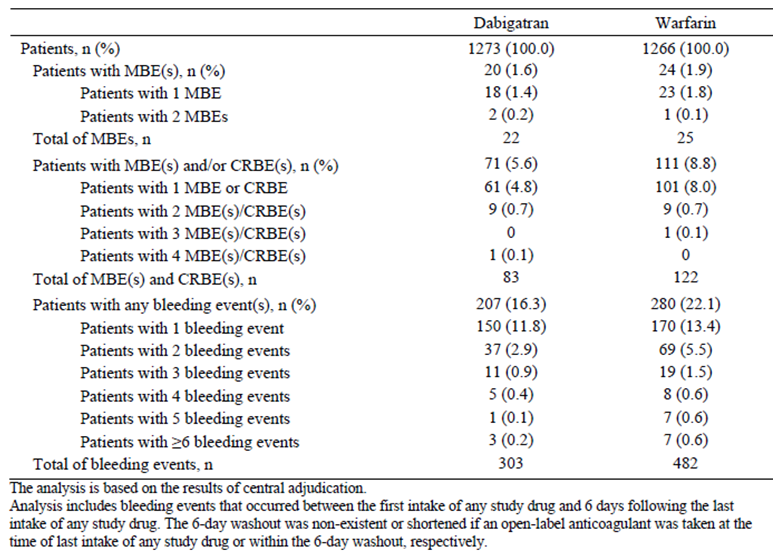 Dabigatran Warfarin
Patients, n (%) 1273 (100.0) 1266 (100.0)
Patients with MBE(s), n (%) 20 (1.6) 24 (1.9)
Patients with 1 MBE 18 (1.4) 23 (1.8)
Patients with 2 MBEs 2 (0.2) 1 (0.1)
Total of MBEs, n 22 25
Patients with MBE(s) and/or CRBE(s), n (%) 71 (5.6) 111 (8.8)
Patients with 1 MBE or CRBE 61 (4.8) 101 (8.0)
Patients with 2 MBE(s)/CRBE(s) 9 (0.7) 9 (0.7)
Patients with 3 MBE(s)/CRBE(s) 0 1 (0.1)
Patients with 4 MBE(s)/CRBE(s) 1 (0.1) 0
Total of MBE(s) and CRBE(s), n 83 122
Patients with any bleeding event(s), n (%) 207 (16.3) 280 (22.1)
Patients with 1 bleeding event 150 (11.8) 170 (13.4)
Patients with 2 bleeding events 37 (2.9) 69 (5.5)
Patients with 3 bleeding events 11 (0.9) 19 (1.5)
Patients with 4 bleeding events 5 (0.4) 8 (0.6)
Patients with 5 bleeding events 1 (0.1) 7 (0.6)
Patients with ≥6 bleeding events 3 (0.2) 7 (0.6)
Total of bleeding events, n 303 482
The analysis is based on the results of central adjudication.
Analysis includes bleeding events that occurred between the first intake of any study drug and 6 days following the last
intake of any study drug. The 6-day washout was non-existent or shortened if an open-label anticoagulant was taken at the
time of last intake of any study drug or within the 6-day washout, respectively.